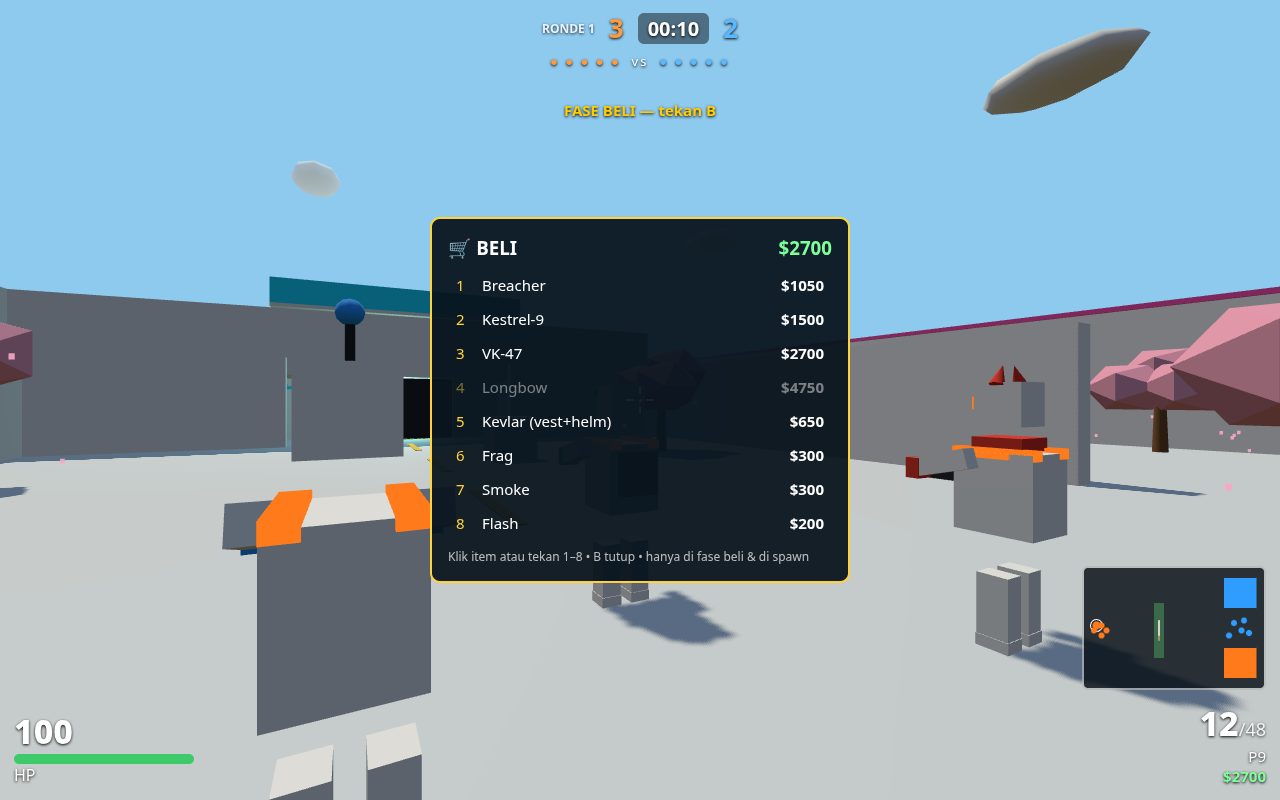 RONDE 1 3 00:10 2
VS
FASE BELI — tekan B
🛒 BELI $2700
1 Breacher $1050
2 Kestrel-9 $1500
3 VK-47 $2700
4 Longbow $4750
5 Kevlar (vest+helm) $650
6 Frag $300
7 Smoke $300
8 Flash $200
Klik item atau tekan 1–8 • B tutup • hanya di fase beli & di spawn
100
HP
12/48
P9
$2700